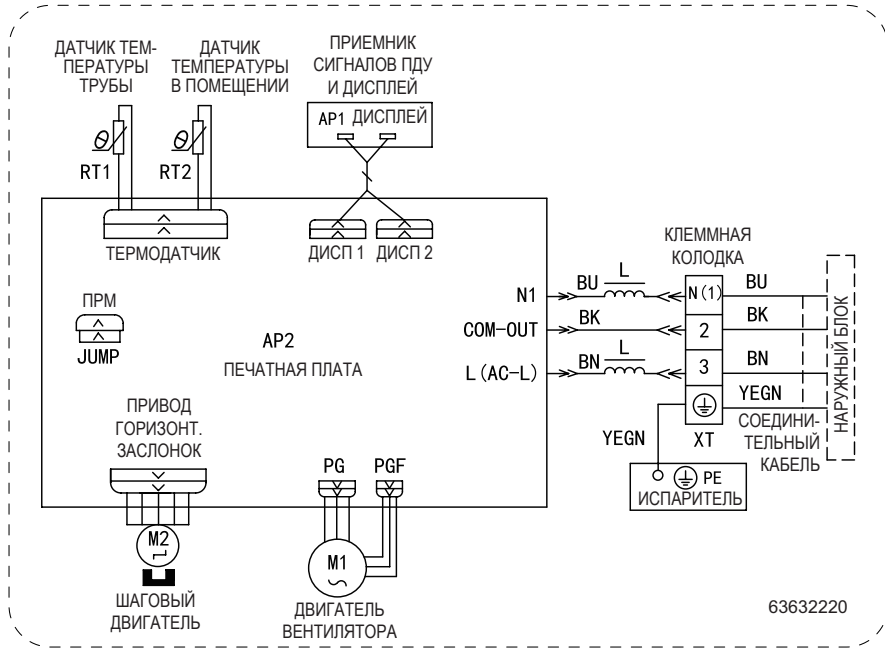 ДАТЧИК ТЕМ-
ПЕРАТУРЫ
ТРУБЫ
ДАТЧИК
ТЕМПЕРАТУРЫ
В ПОМЕЩЕНИИ
ПРИЕМНИК
СИГНАЛОВ ПДУ
И ДИСПЛЕЙ
AP1 ДИСПЛЕЙ
θ
RT1
θ
RT2
ТЕРМОДАТЧИК
ДИСП 1
ДИСП 2
ПРМ
JUMP
AP2
ПЕЧАТНАЯ ПЛАТА
N1
COM-OUT
L(AC-L)
BU
L
BK
BN
L
КЛЕММНАЯ
КОЛОДКА
N(1)
2
3
XT
BU
BK
BN
YEGN
НАРУЖНЫЙ БЛОК
СОЕДИНИ-
ТЕЛЬНЫЙ
КАБЕЛЬ
YEGN
PE
ИСПАРИТЕЛЬ
ПРИВОД
ГОРИЗОНТ.
ЗАСЛОНОК
M2
ШАГОВЫЙ
ДВИГАТЕЛЬ
PG
PGF
M1
ДВИГАТЕЛЬ
ВЕНТИЛЯТОРА
63632220